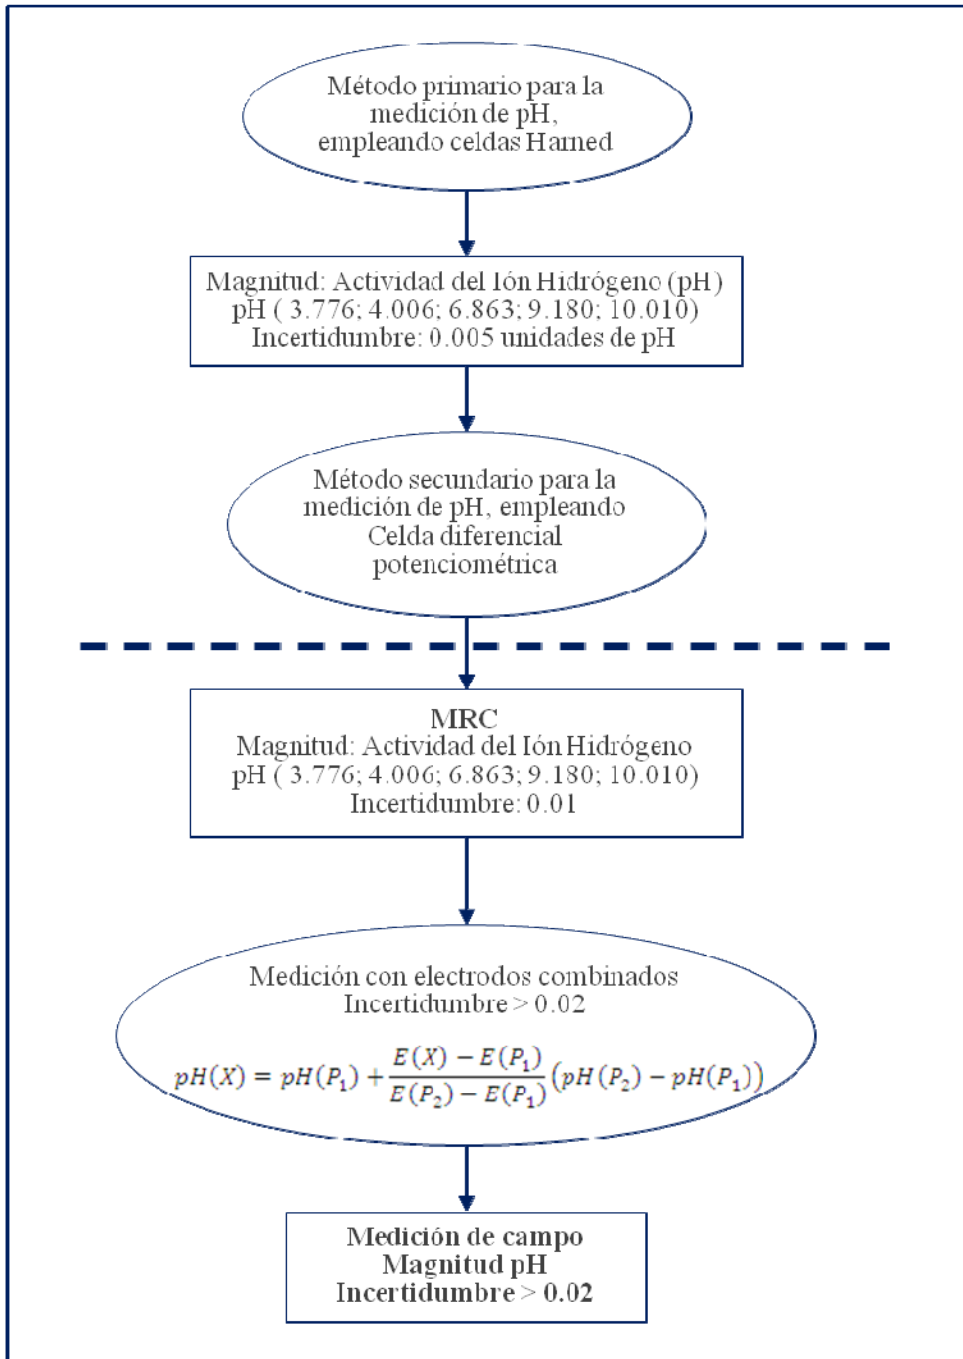 Método primario para la
medición de pH,
empleando celdas Harned
Magnitud: Actividad del Ión Hidrógeno (pH)
pH ( 3.776; 4.006; 6.863; 9.180; 10.010)
Incertidumbre: 0.005 unidades de pH
Método secundario para la
medición de pH, empleando
Celda diferencial
potenciométrica
MRC
Magnitud: Actividad del Ión Hidrógeno
pH ( 3.776; 4.006; 6.863; 9.180; 10.010)
Incertidumbre: 0.01
Medición con electrodos combinados
Incertidumbre > 0.02
pH(X) = pH(P₁) + \frac{E(X) − E(P₁)}{E(P₂) − E(P₁)} (pH(P₂) − pH(P₁))
Medición de campo
Magnitud pH
Incertidumbre > 0.02